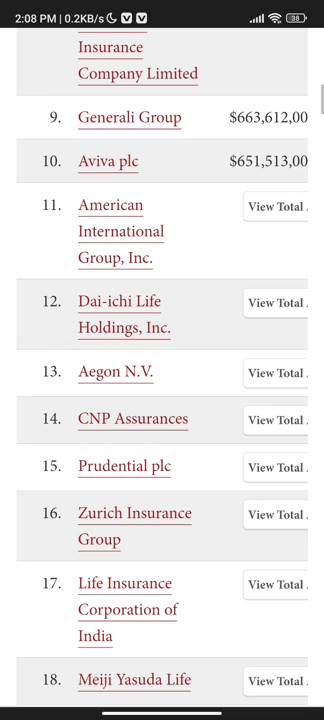 2:08 PM | 0.2KB/s
38
Insurance
Company Limited
9. Generali Group $663,612,00
10. Aviva plc $651,513,00
11. American View Total
International
Group, Inc.
12. Dai-ichi Life View Total
Holdings, Inc.
13. Aegon N.V. View Total
14. CNP Assurances View Total
15. Prudential plc View Total
16. Zurich Insurance View Total
Group
17. Life Insurance View Total
Corporation of
India
18. Meiji Yasuda Life View Total